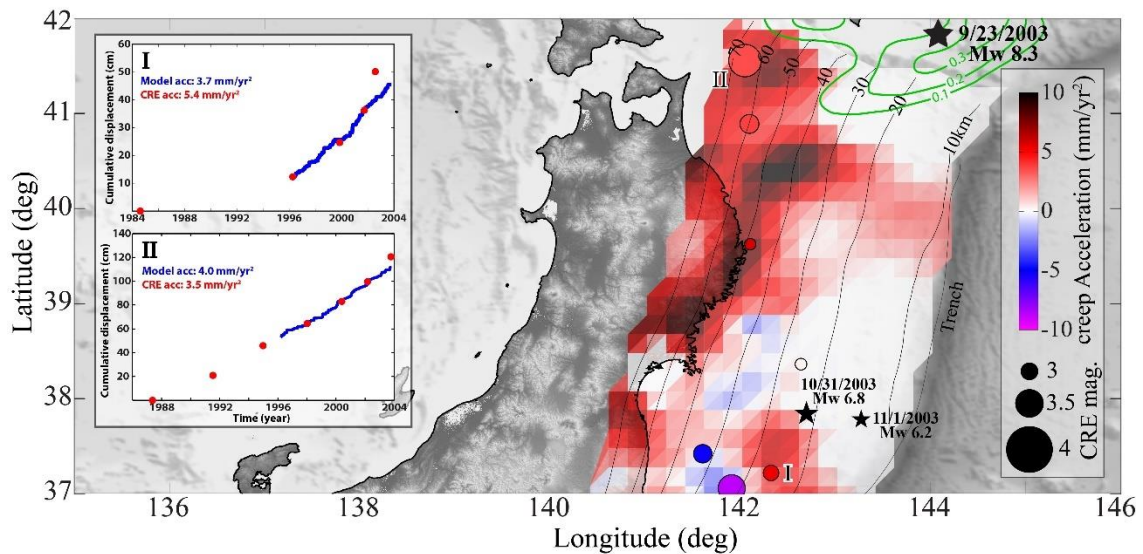 42
41
40
39
38
37
Latitude (deg)
136
138
140
142
144
146
Longitude (deg)
I
Model acc: 3.7 mm/yr²
CRE acc: 5.4 mm/yr²
60
50
40
30
20
10
Cumulative displacement (cm)
1984
1988
1992
1996
2000
2004
II
Model acc: 4.0 mm/yr²
CRE acc: 3.5 mm/yr²
140
120
100
80
60
40
20
Cumulative displacement (cm)
1988
1992
1996
2000
2004
Time (year)
II
70
60
50
40
30
20
10km
0.3
0.2
0.1
9/23/2003
Mw 8.3
Trench
10/31/2003
Mw 6.8
11/1/2003
Mw 6.2
I
10
5
0
-5
-10
creep Acceleration (mm/yr²)
3
3.5
4
CRE mag.